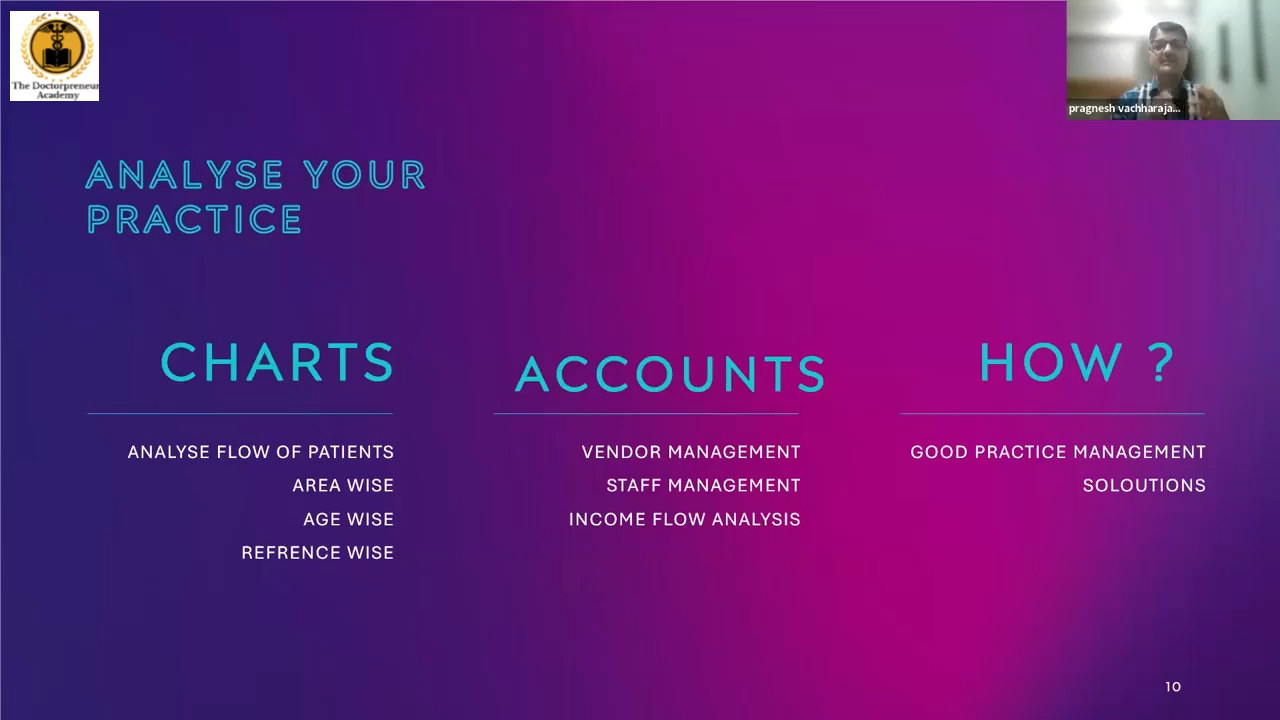 The Doctorpreneur
Academy
pragnesh vachharaja...
ANALYSE YOUR
PRACTICE
CHARTS
ANALYSE FLOW OF PATIENTS
AREA WISE
AGE WISE
REFRENCE WISE
ACCOUNTS
VENDOR MANAGEMENT
STAFF MANAGEMENT
INCOME FLOW ANALYSIS
HOW ?
GOOD PRACTICE MANAGEMENT
SOLOUTIONS
10